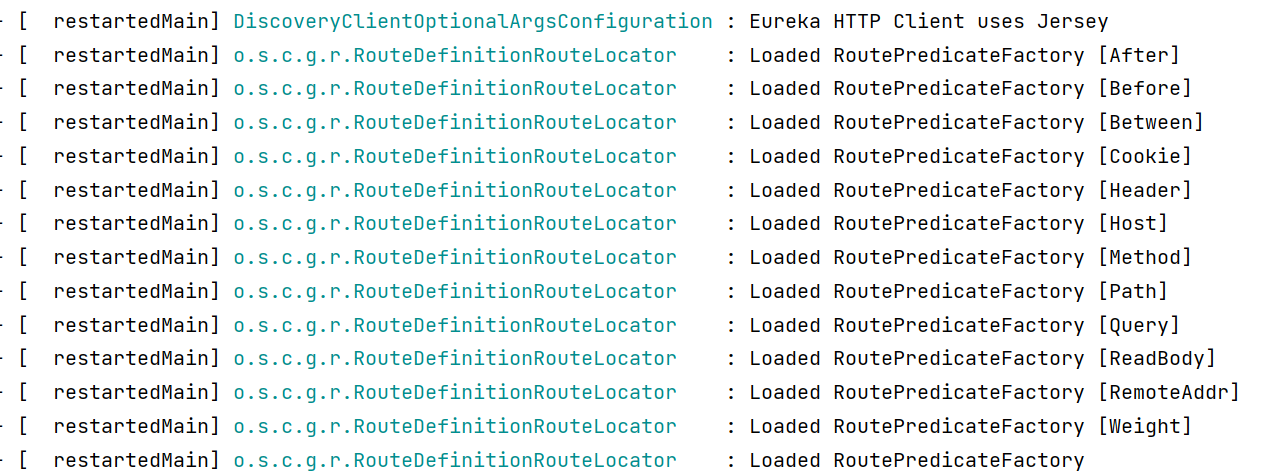 - [  restartedMain] DiscoveryClientOptionalArgsConfiguration : Eureka HTTP Client uses Jersey
- [  restartedMain] o.s.c.g.r.RouteDefinitionRouteLocator    : Loaded RoutePredicateFactory [After]
- [  restartedMain] o.s.c.g.r.RouteDefinitionRouteLocator    : Loaded RoutePredicateFactory [Before]
- [  restartedMain] o.s.c.g.r.RouteDefinitionRouteLocator    : Loaded RoutePredicateFactory [Between]
- [  restartedMain] o.s.c.g.r.RouteDefinitionRouteLocator    : Loaded RoutePredicateFactory [Cookie]
- [  restartedMain] o.s.c.g.r.RouteDefinitionRouteLocator    : Loaded RoutePredicateFactory [Header]
- [  restartedMain] o.s.c.g.r.RouteDefinitionRouteLocator    : Loaded RoutePredicateFactory [Host]
- [  restartedMain] o.s.c.g.r.RouteDefinitionRouteLocator    : Loaded RoutePredicateFactory [Method]
- [  restartedMain] o.s.c.g.r.RouteDefinitionRouteLocator    : Loaded RoutePredicateFactory [Path]
- [  restartedMain] o.s.c.g.r.RouteDefinitionRouteLocator    : Loaded RoutePredicateFactory [Query]
- [  restartedMain] o.s.c.g.r.RouteDefinitionRouteLocator    : Loaded RoutePredicateFactory [ReadBody]
- [  restartedMain] o.s.c.g.r.RouteDefinitionRouteLocator    : Loaded RoutePredicateFactory [RemoteAddr]
- [  restartedMain] o.s.c.g.r.RouteDefinitionRouteLocator    : Loaded RoutePredicateFactory [Weight]
- [  restartedMain] o.s.c.g.r.RouteDefinitionRouteLocator    : Loaded RoutePredicateFactory